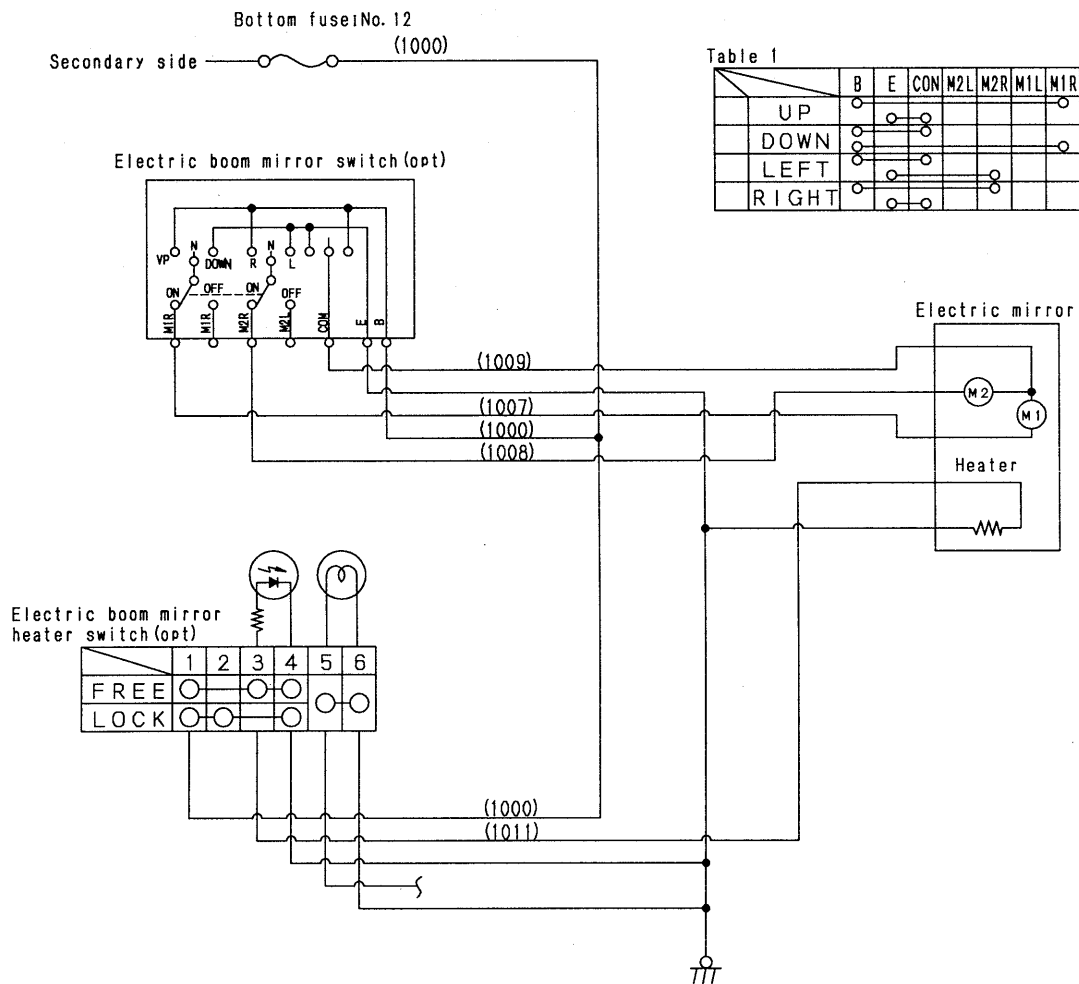 Bottom fuse:No. 12
(1000)
Secondary side
Table 1
B E CON M2L M2R M1L M1R
UP
DOWN
LEFT
RIGHT
Electric boom mirror switch(opt)
VP N DOWN R N L
ON OFF ON OFF
M1R M1R M2R M2L COM E B
Electric mirror
(1009)
M2
M1
(1007)
(1000)
(1008)
Heater
Electric boom mirror
heater switch(opt)
1 2 3 4 5 6
FREE
LOCK
(1000)
(1011)